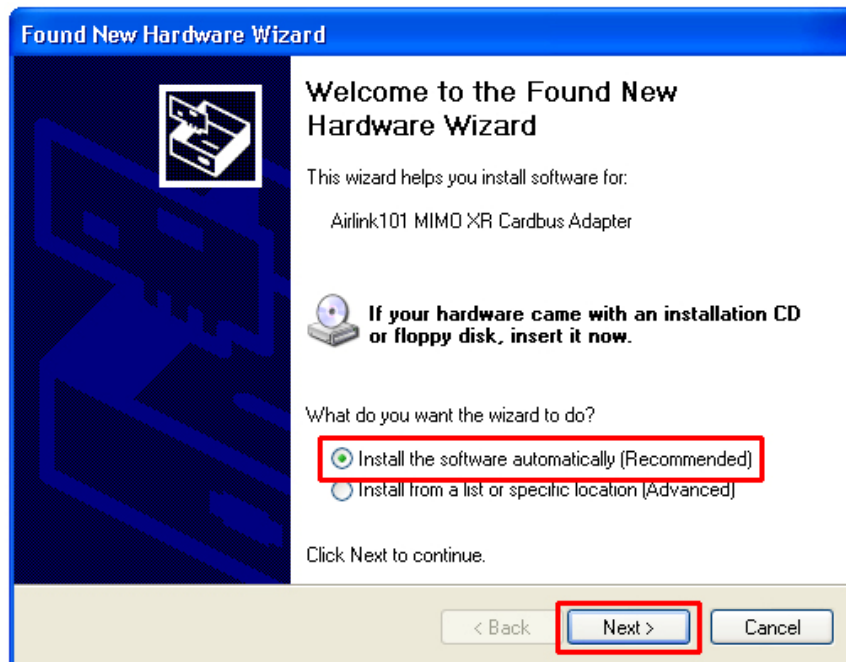 Found New Hardware Wizard
Welcome to the Found New
Hardware Wizard
This wizard helps you install software for:
Airlink101 MIMO XR Cardbus Adapter
If your hardware came with an installation CD
or floppy disk, insert it now.
What do you want the wizard to do?
Install the software automatically (Recommended)
Install from a list or specific location (Advanced)
Click Next to continue.
< Back Next > Cancel